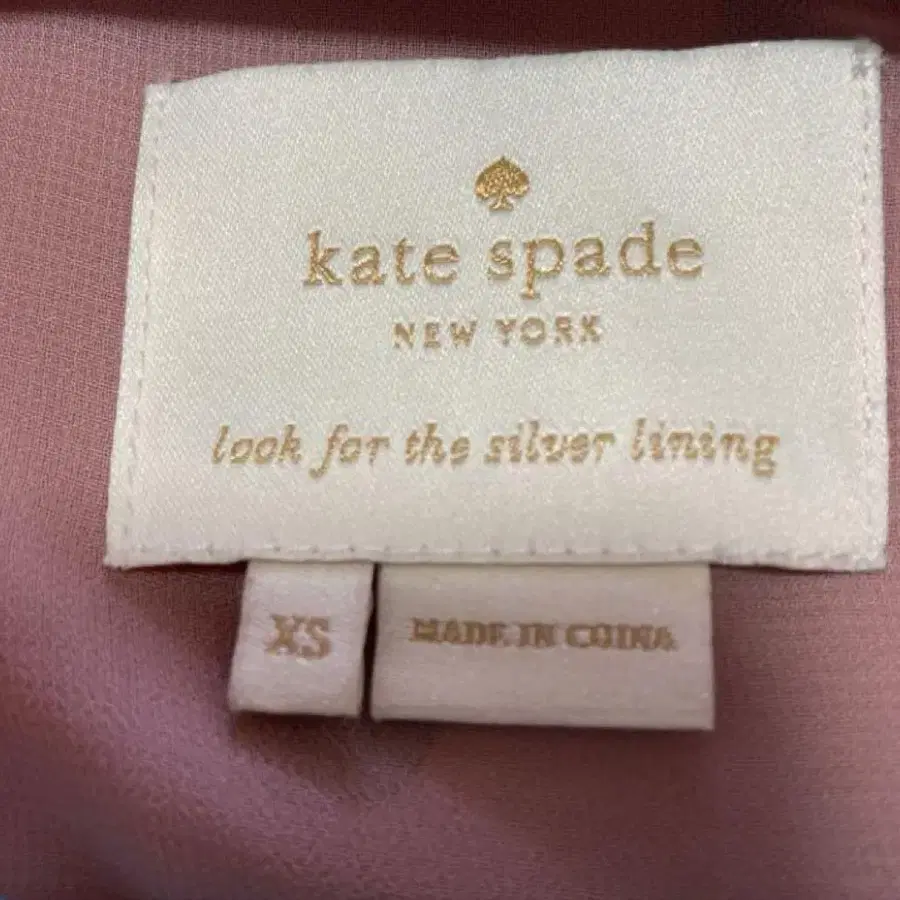 kate spade
NEW YORK
look for the silver lining
XS
MADE IN CHINA